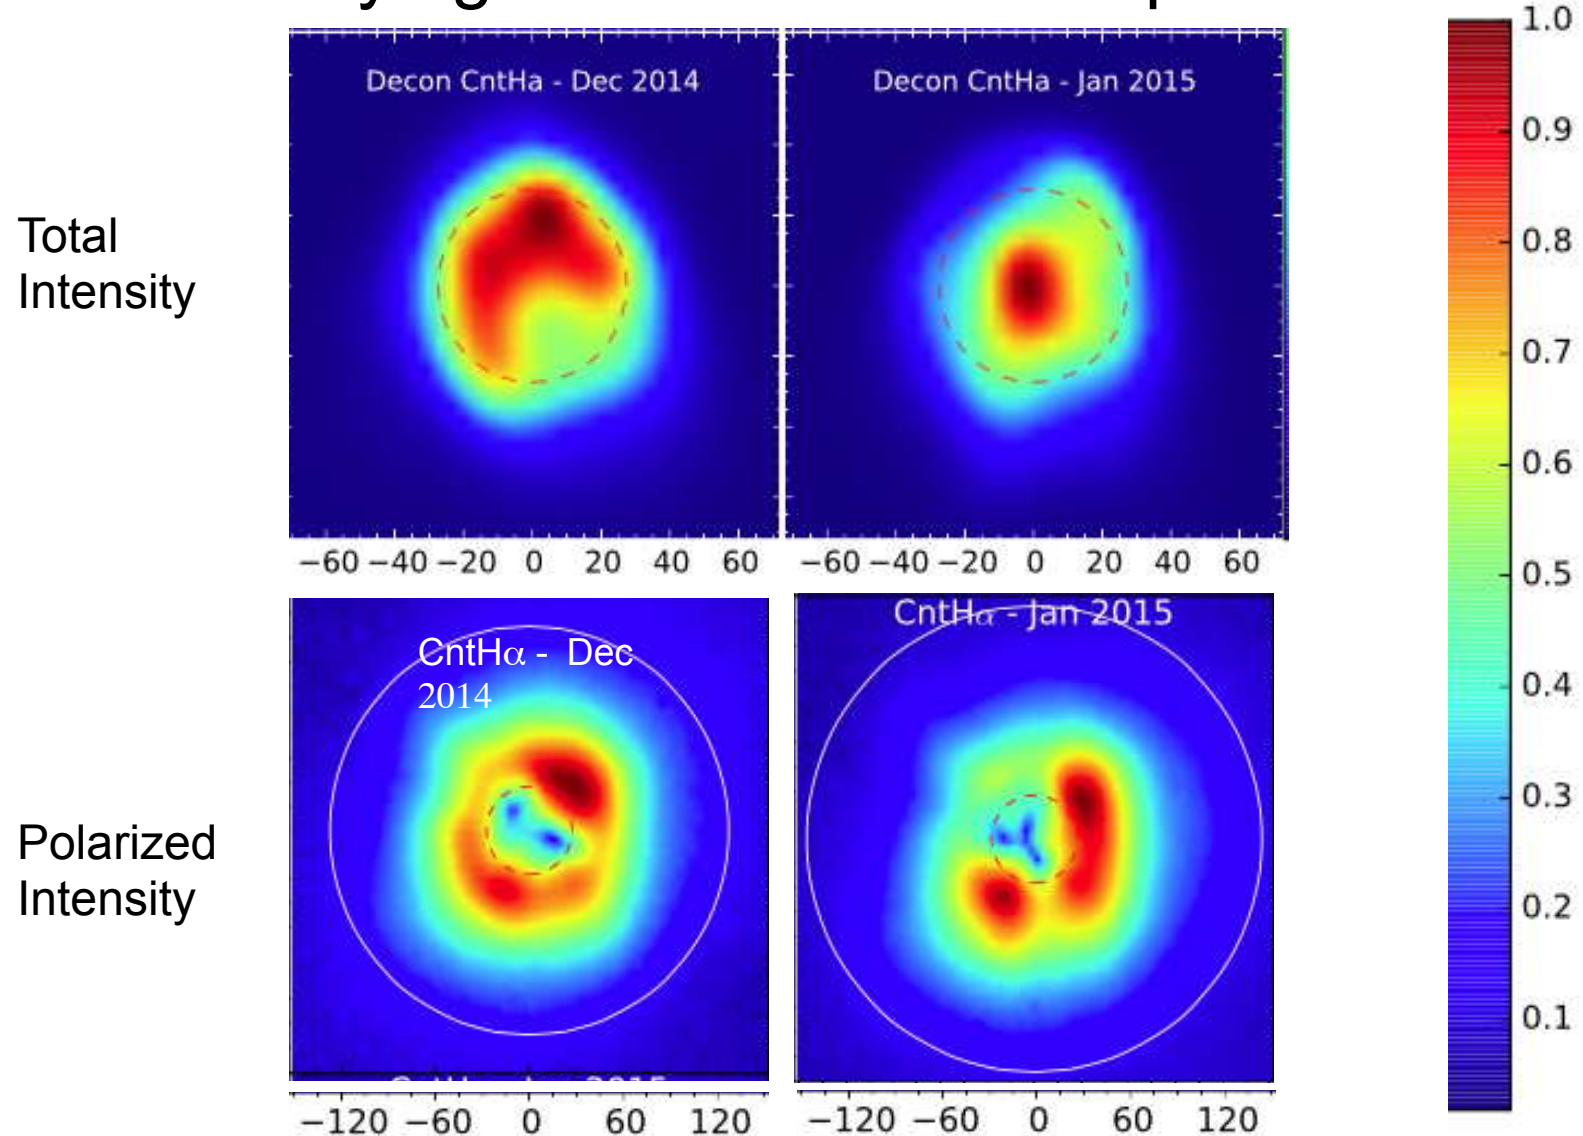 Decon CntHa - Dec 2014
Decon CntHa - Jan 2015
Total
Intensity
−60 −40 −20 0 20 40 60
−60 −40 −20 0 20 40 60
CntHα - Dec
2014
CntHα - Jan 2015
Polarized
Intensity
−120 −60 0 60 120
−120 −60 0 60 120
1.0
0.9
0.8
0.7
0.6
0.5
0.4
0.3
0.2
0.1